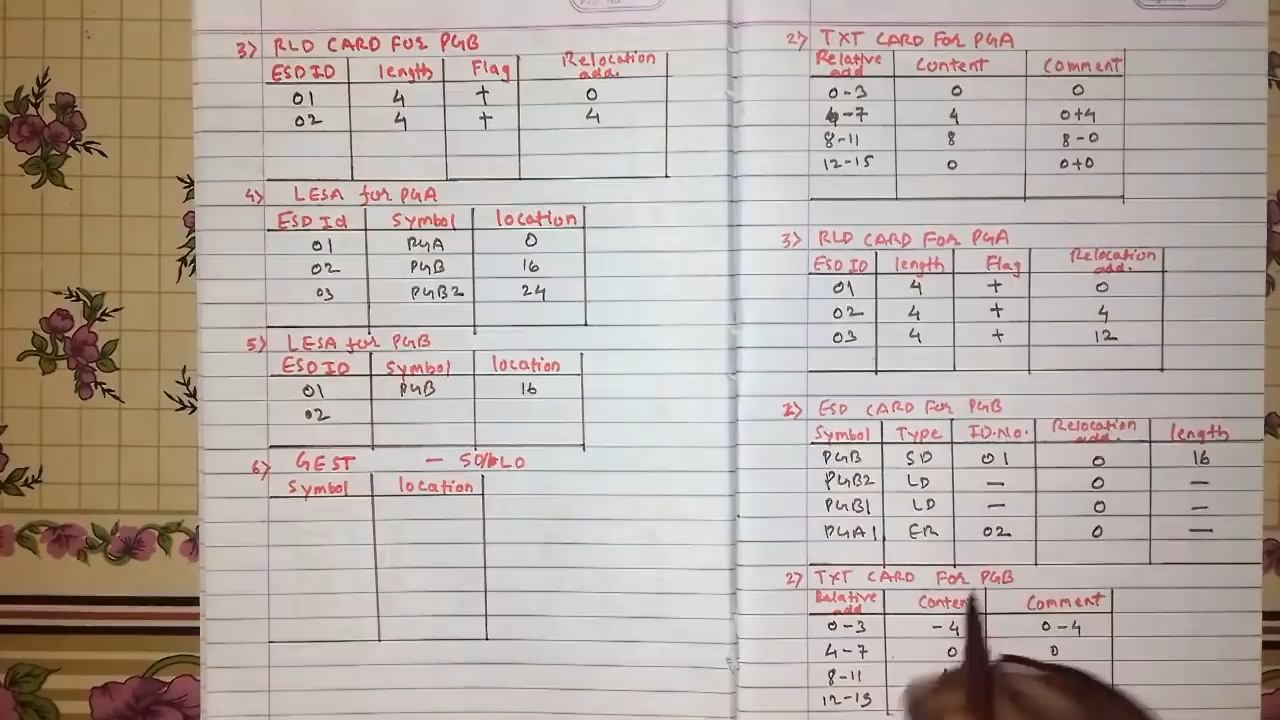 3) RLD CARD FOR PGB
ESD ID length Flag Relocation add.
01 4 + 0
02 4 + 4
4) LESA for PGA
ESD Id Symbol location
01 PGA 0
02 PGB 16
03 PGB2 24
5) LESA for PGB
ESD ID Symbol location
01 PGB 16
02
6) GEST - SD/LD
Symbol location
2) TXT CARD FOR PGA
Relative add Content Comment
0-3 0 0
4-7 4 0+4
8-11 8 8-0
12-15 0 0+0
3) RLD CARD FOR PGA
ESD ID length Flag Relocation add.
01 4 + 0
02 4 + 4
03 4 + 12
ESD CARD FOR PGB
Symbol Type ID.No. Relocation add. length
PGB SD 01 0 16
PGB2 LD — 0 —
PGB1 LD — 0 —
PGA1 ER 02 0 —
2) TXT CARD FOR PGB
Relative add Content Comment
0-3 -4 0-4
4-7 0 0
8-11
12-15